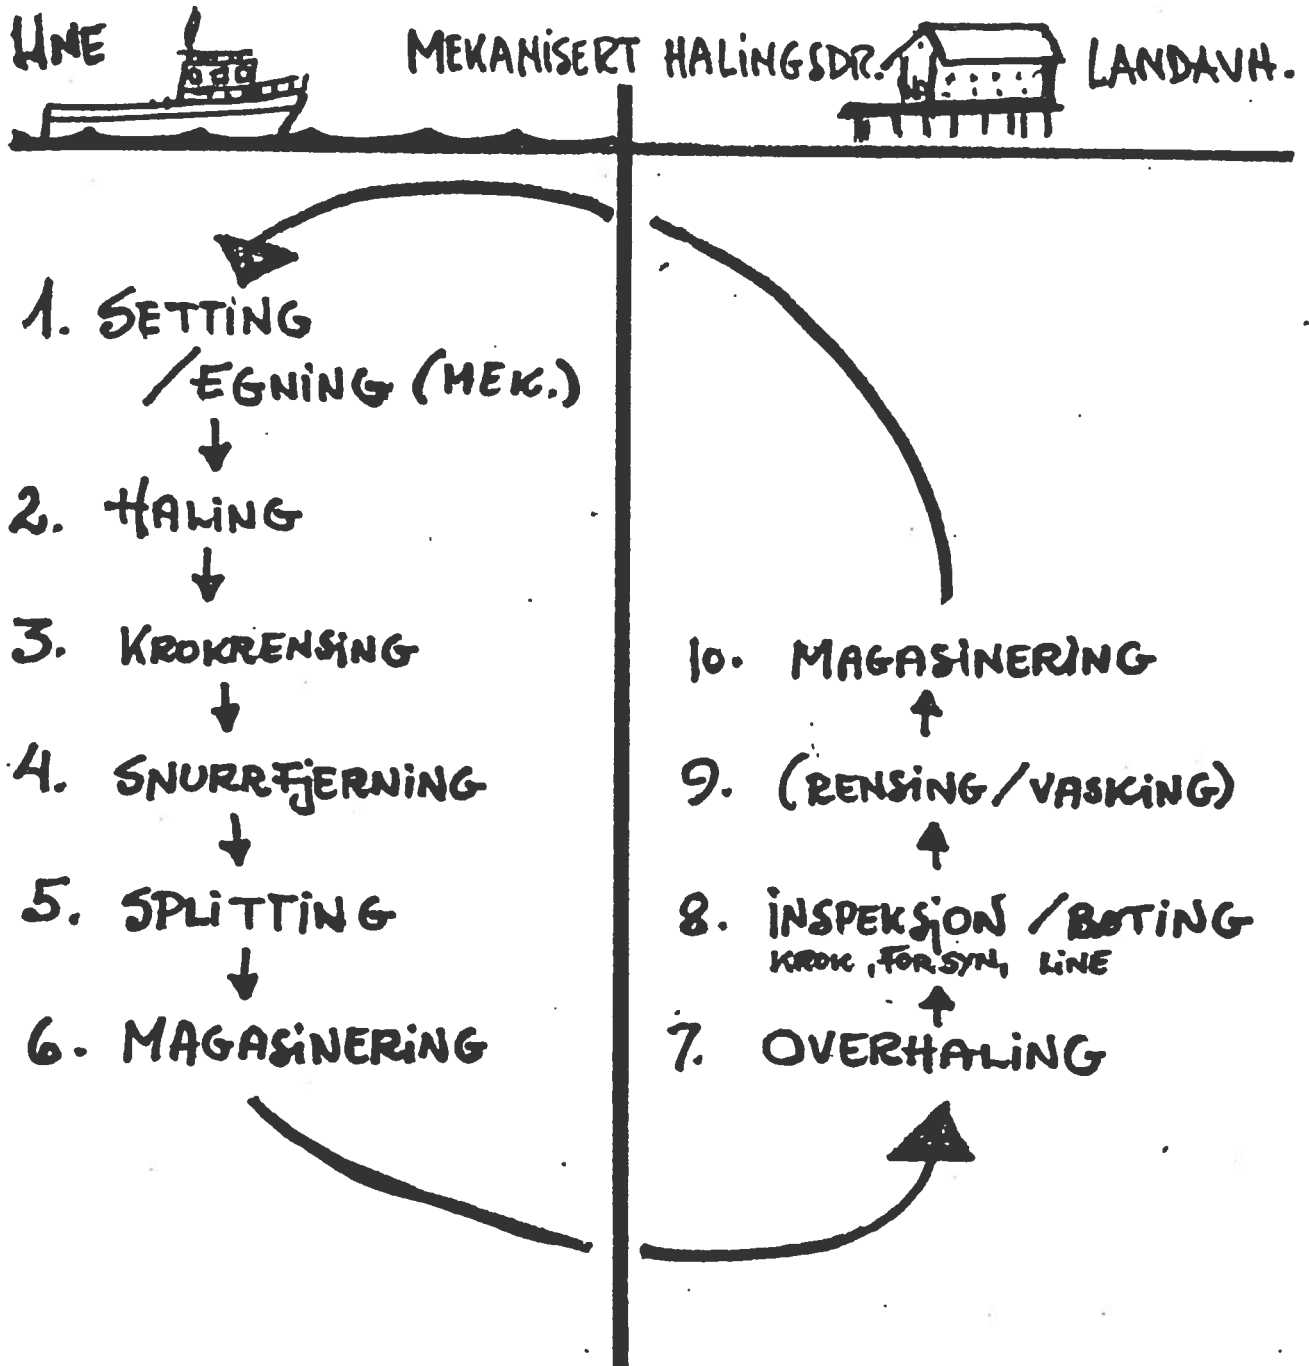 LINE MEKANISERT HALINGSDR. LANDAVH.
1. SETTING
/EGNING (MEK.)
2. HALING
3. KROKRENSING
4. SNURRFJERNING
5. SPLITTING
6. MAGASINERING
10. MAGASINERING
9. (RENSING/VASKING)
8. INSPEKSJON /BØTING
KROK, FORSYN, LINE
7. OVERHALING